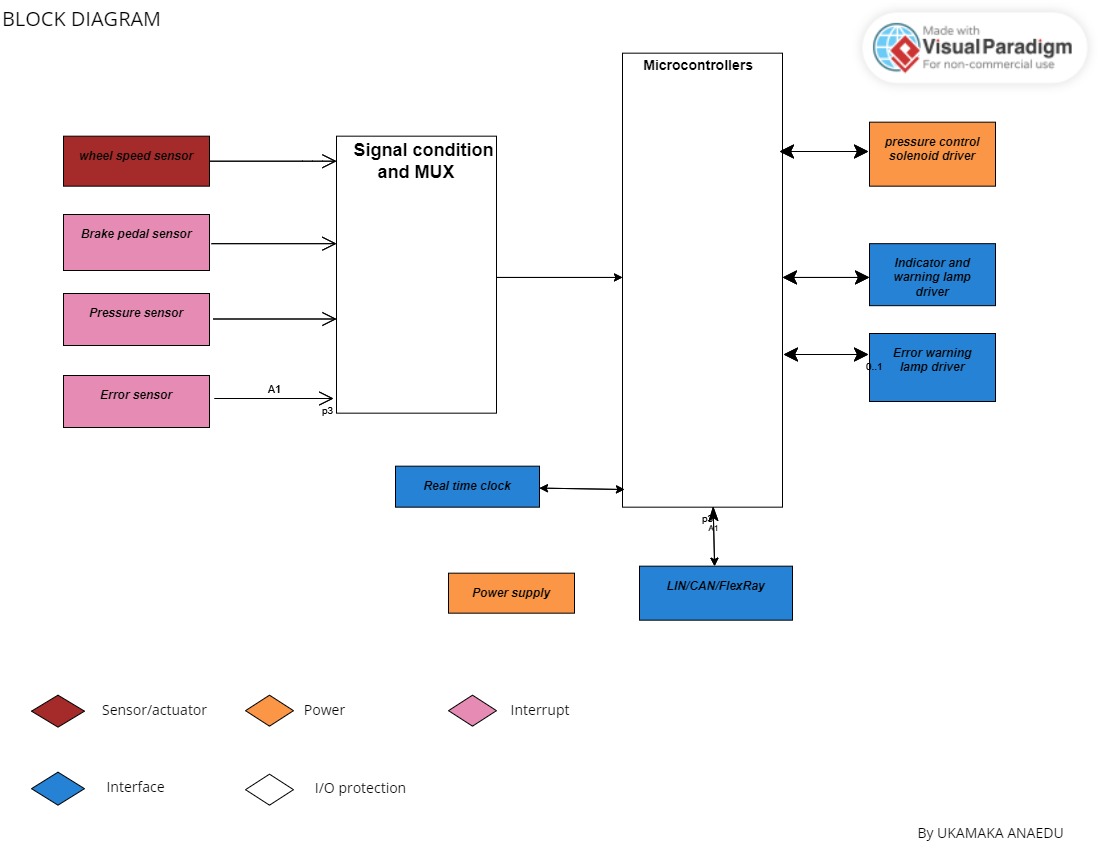 BLOCK DIAGRAM
Made with
Visual Paradigm
For non-commercial use
Microcontrollers
wheel speed sensor
Signal condition
and MUX
pressure control
solenoid driver
Brake pedal sensor
Indicator and
warning lamp
driver
Pressure sensor
Error warning
lamp driver
0..1
Error sensor
A1
p3
Real time clock
A1
Power supply
LIN/CAN/FlexRay
Sensor/actuator
Power
Interrupt
Interface
I/O protection
By UKAMAKA ANAEDU